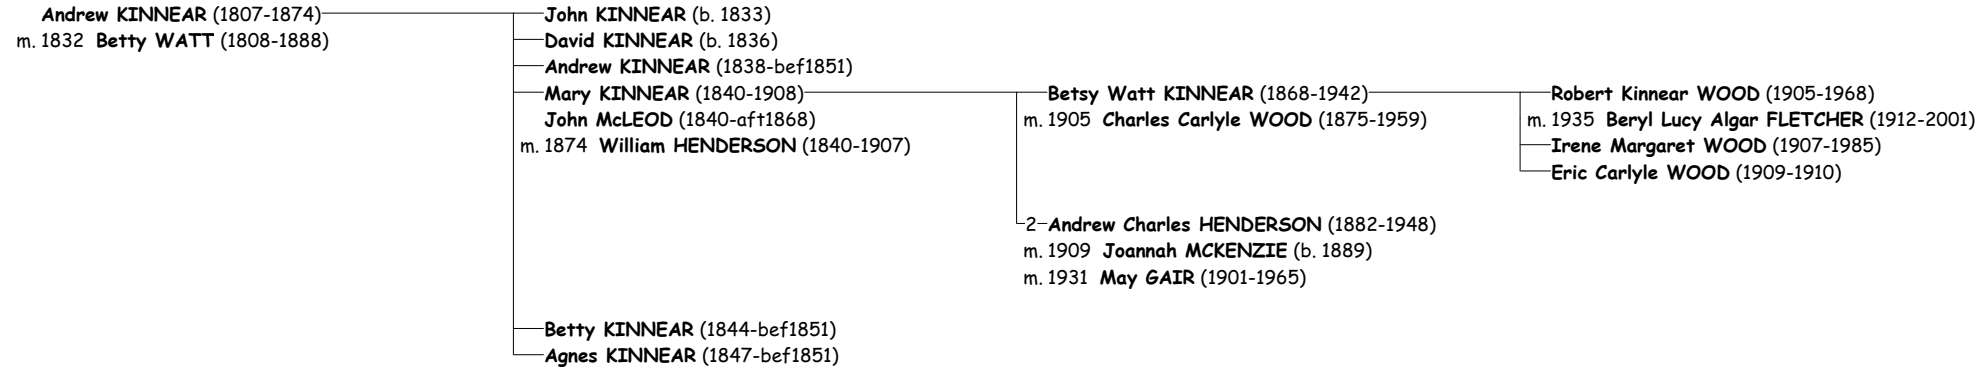 Andrew KINNEAR (1807-1874)
m. 1832 Betty WATT (1808-1888)
John KINNEAR (b. 1833)
David KINNEAR (b. 1836)
Andrew KINNEAR (1838-bef1851)
Mary KINNEAR (1840-1908)
John McLEOD (1840-aft1868)
m. 1874 William HENDERSON (1840-1907)
Betty KINNEAR (1844-bef1851)
Agnes KINNEAR (1847-bef1851)
Betsy Watt KINNEAR (1868-1942)
m. 1905 Charles Carlyle WOOD (1875-1959)
2 Andrew Charles HENDERSON (1882-1948)
m. 1909 Joannah MCKENZIE (b. 1889)
m. 1931 May GAIR (1901-1965)
Robert Kinnear WOOD (1905-1968)
m. 1935 Beryl Lucy Algar FLETCHER (1912-2001)
Irene Margaret WOOD (1907-1985)
Eric Carlyle WOOD (1909-1910)